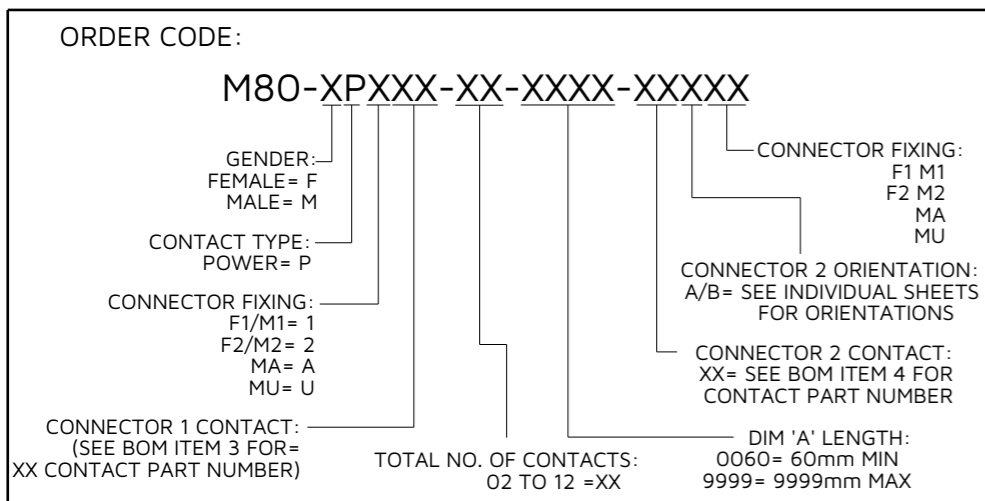 ORDER CODE:
M80-XPXXX-XX-XXXX-XXXXX
GENDER:
FEMALE= F
MALE= M
CONTACT TYPE:
POWER= P
CONNECTOR FIXING:
F1/M1= 1
F2/M2= 2
MA= A
MU= U
CONNECTOR 1 CONTACT:
(SEE BOM ITEM 3 FOR=
XX CONTACT PART NUMBER)
TOTAL NO. OF CONTACTS:
02 TO 12 =XX
DIM 'A' LENGTH:
0060= 60mm MIN
9999= 9999mm MAX
CONNECTOR 2 CONTACT:
XX= SEE BOM ITEM 4 FOR
CONTACT PART NUMBER
CONNECTOR 2 ORIENTATION:
A/B= SEE INDIVIDUAL SHEETS
FOR ORIENTATIONS
CONNECTOR FIXING:
F1 M1
F2 M2
MA
MU